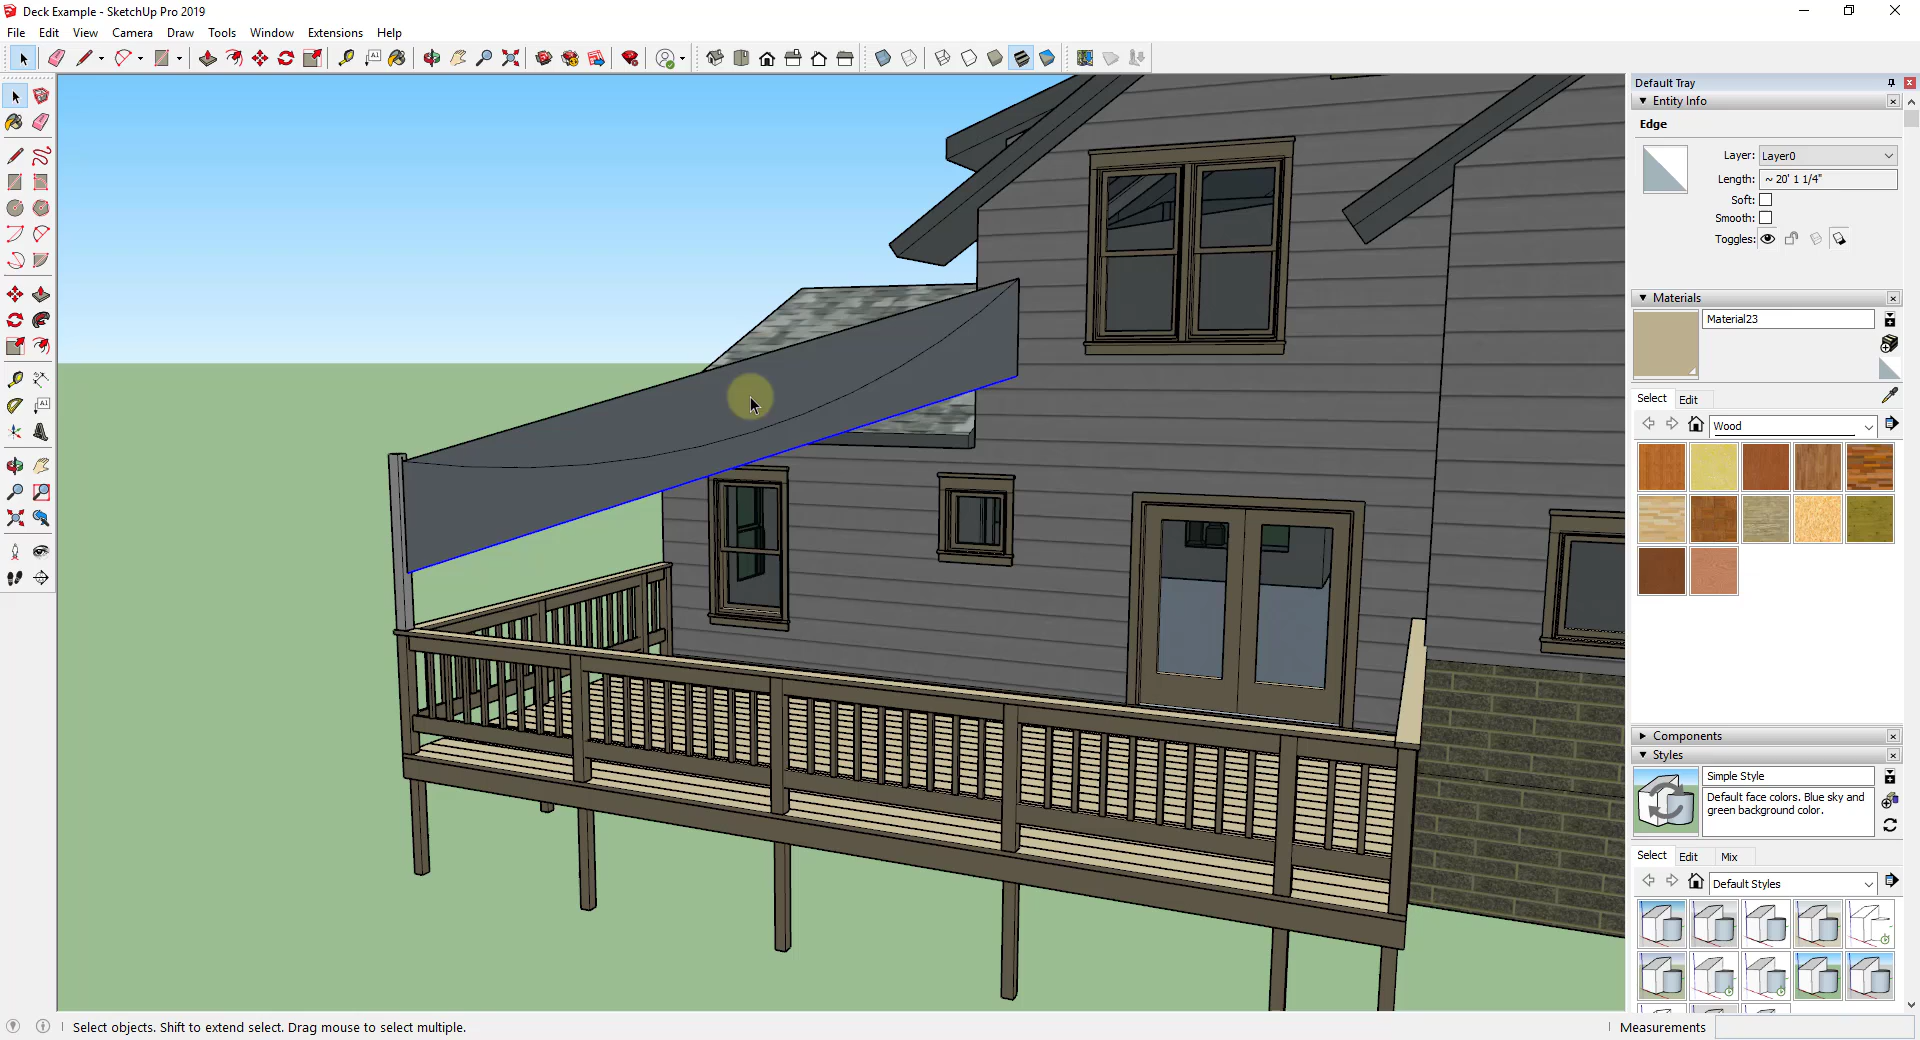 Deck Example - SketchUp Pro 2019
File Edit View Camera Draw Tools Window Extensions Help
Default Tray
Entity Info
Edge
Layer: Layer0
Length: ~ 20' 1 1/4"
Soft:
Smooth:
Toggles:
Materials
Material23
Select Edit
Wood
Components
Styles
Simple Style
Default face colors. Blue sky and
green background color.
Select Edit Mix
Default Styles
Select objects. Shift to extend select. Drag mouse to select multiple.
Measurements